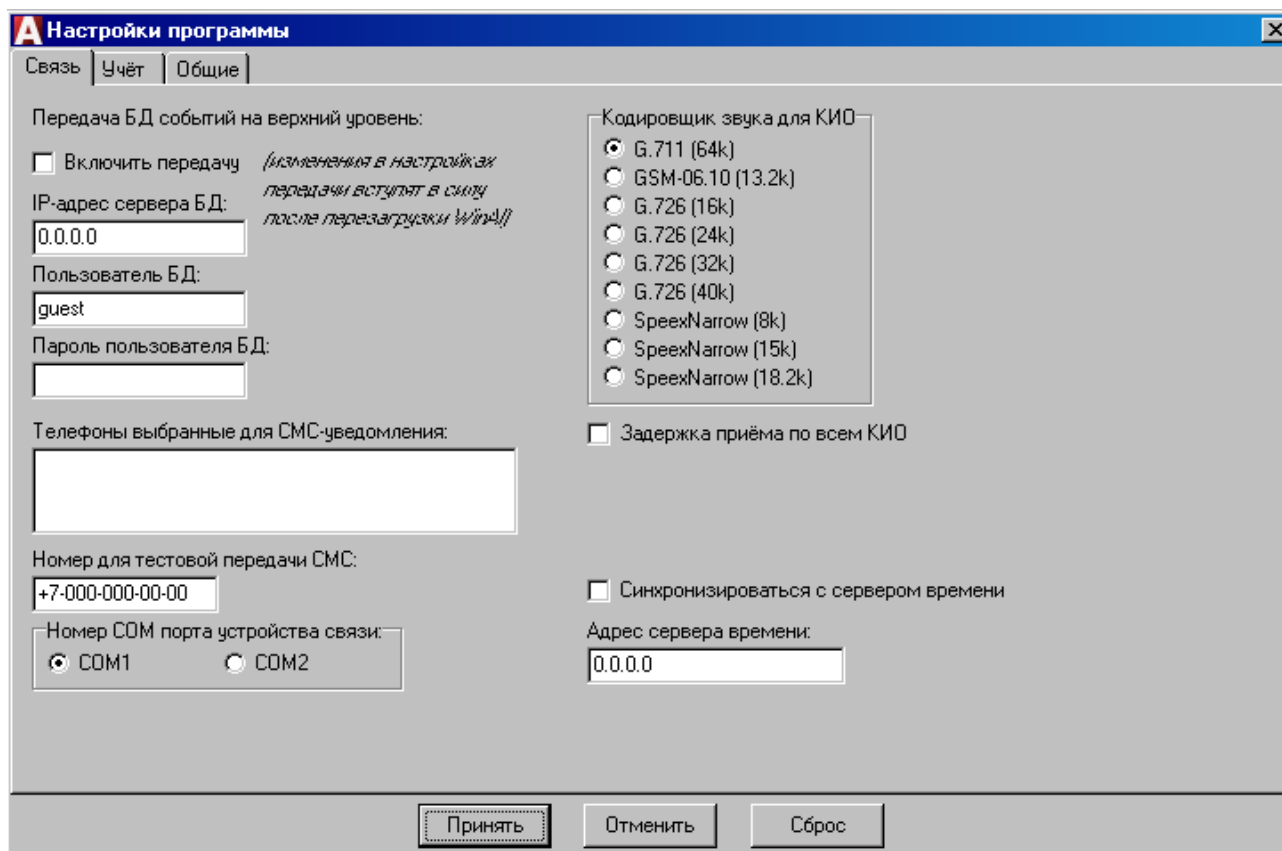 Настройки программы
Связь
Учёт
Общие
Передача БД событий на верхний уровень:
Включить передачу
(изменения в настройках
передачи вступят в силу
после перезагрузки WinAl)
IP-адрес сервера БД:
0.0.0.0
Пользователь БД:
guest
Пароль пользователя БД:
Телефоны выбранные для СМС-уведомления:
Номер для тестовой передачи СМС:
+7-000-000-00-00
Номер COM порта устройства связи:
COM1
COM2
Кодировщик звука для КИО
G.711 (64k)
GSM-06.10 (13.2k)
G.726 (16k)
G.726 (24k)
G.726 (32k)
G.726 (40k)
SpeexNarrow (8k)
SpeexNarrow (15k)
SpeexNarrow (18.2k)
Задержка приёма по всем КИО
Синхронизироваться с сервером времени
Адрес сервера времени:
0.0.0.0
Принять
Отменить
Сброс